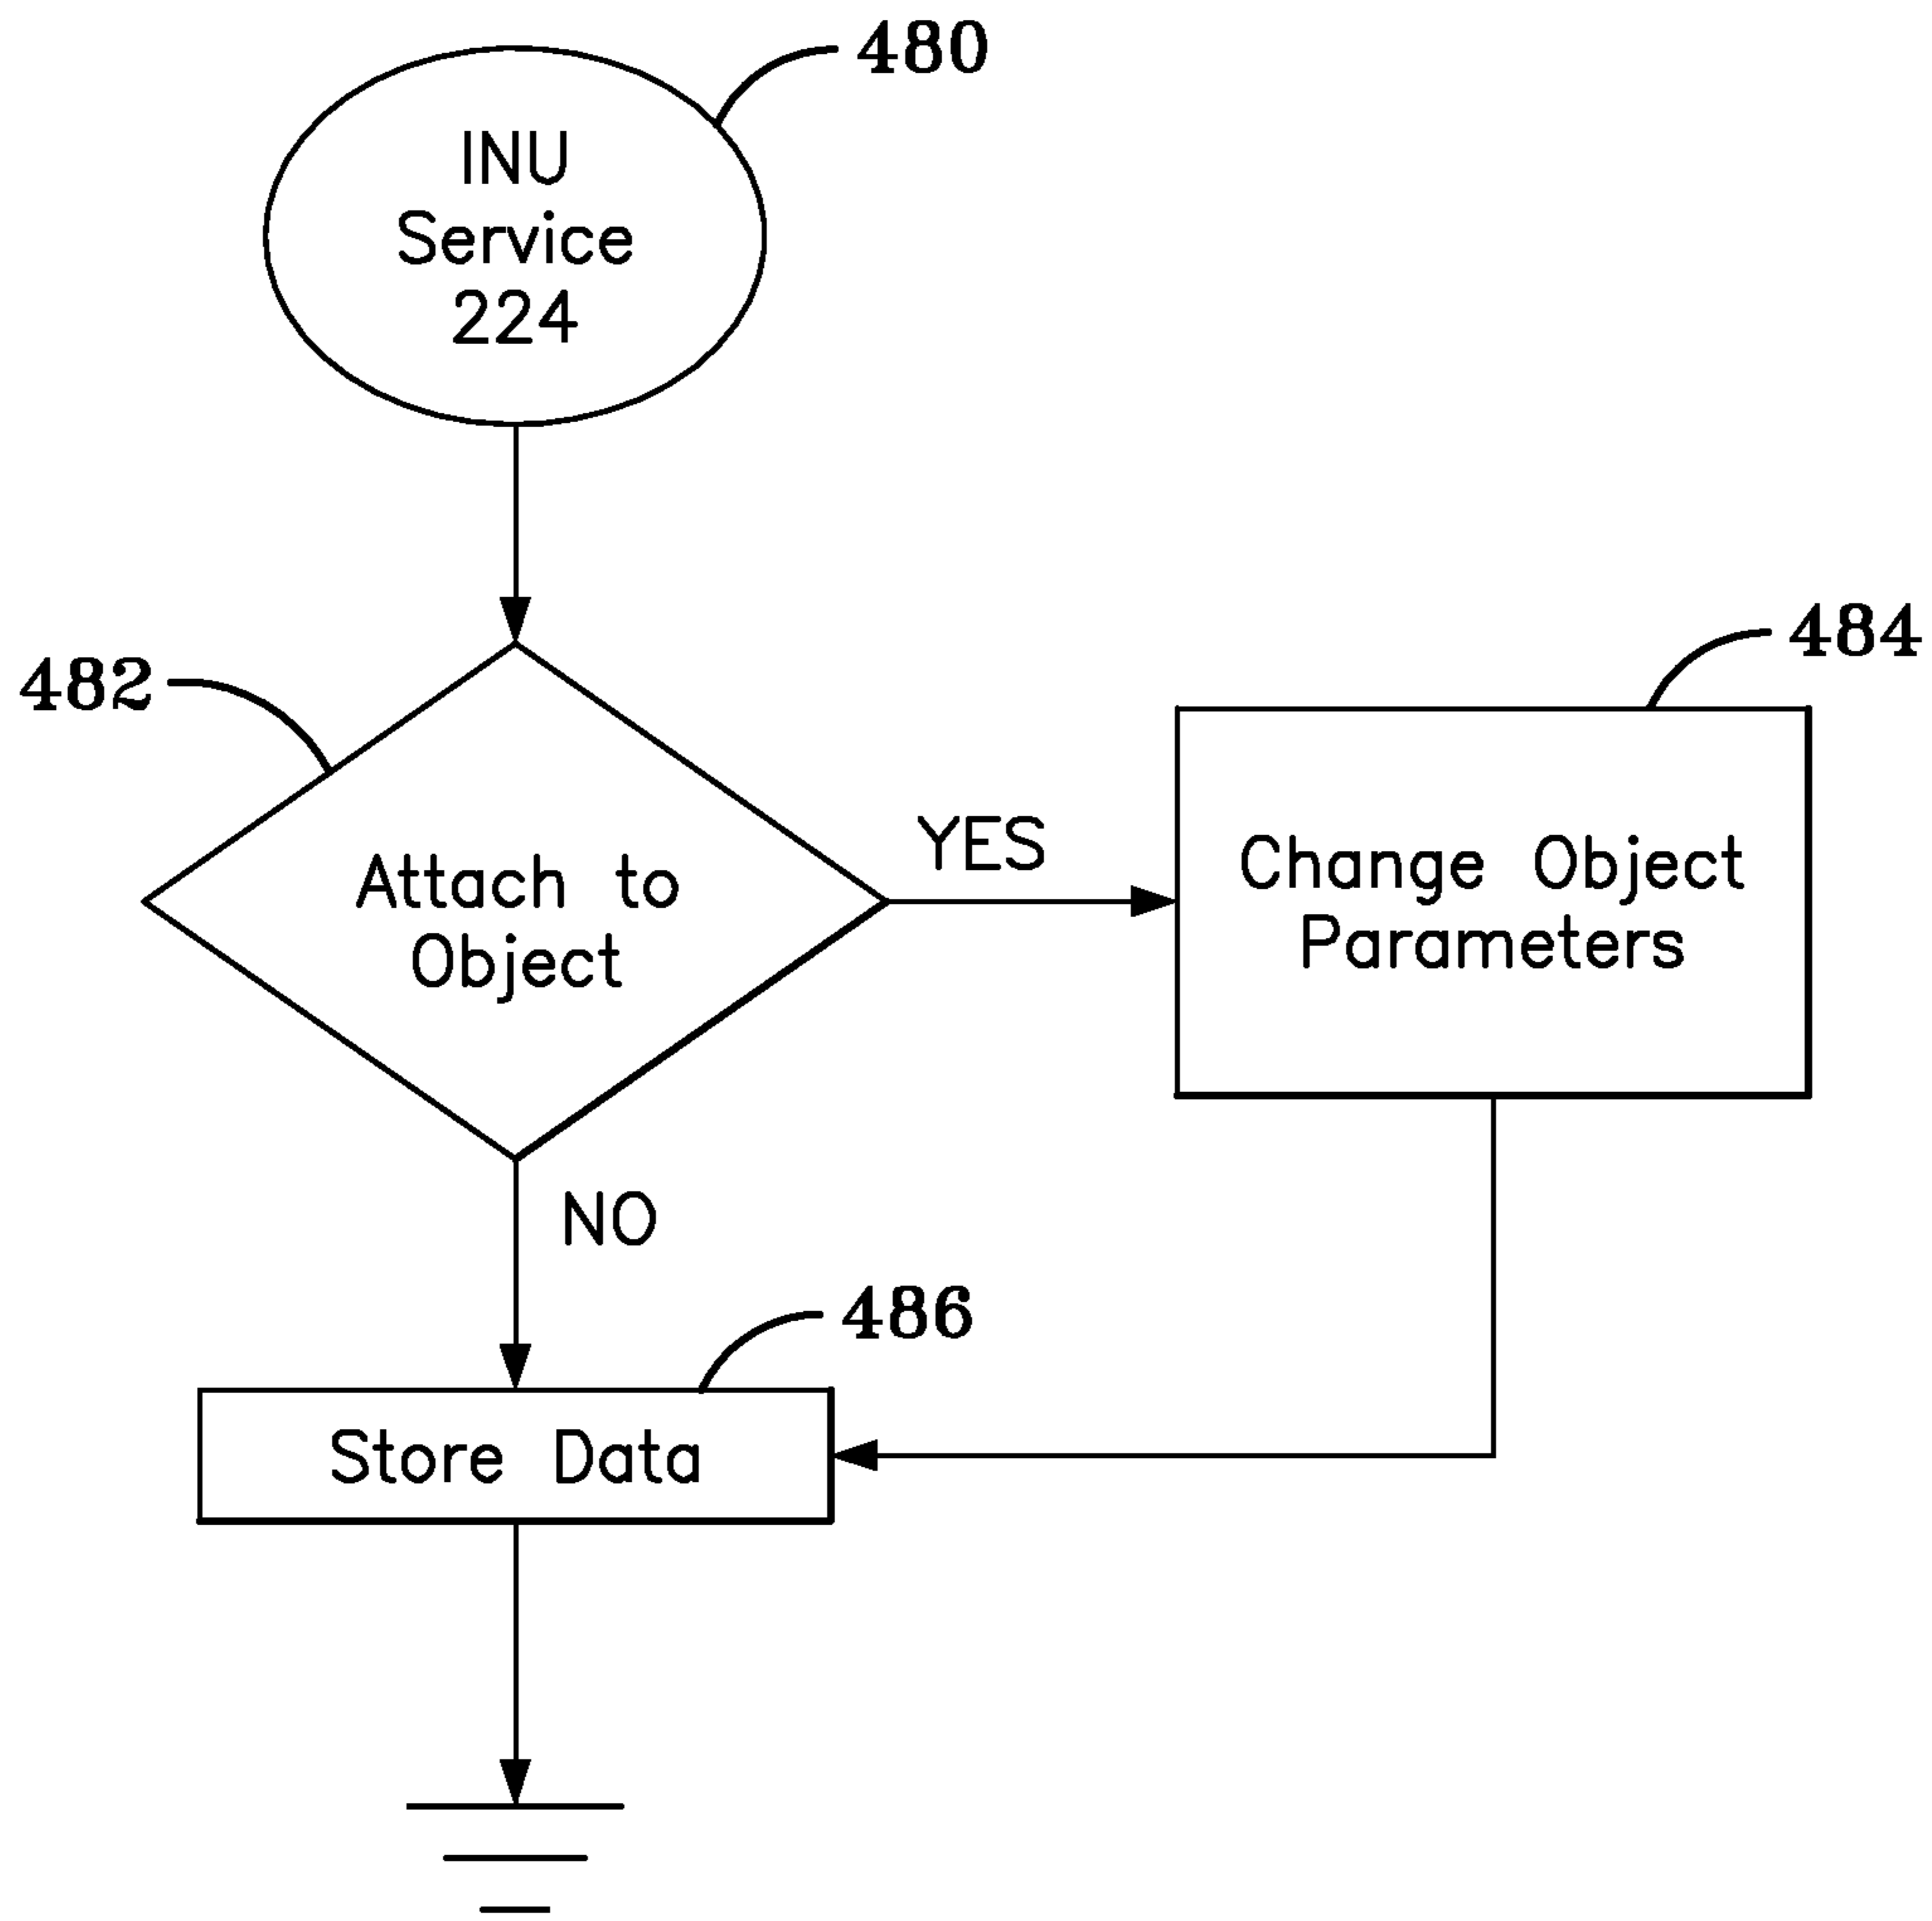 480
INU
Service
224
482
484
Attach to
Object
YES
Change Object
Parameters
NO
486
Store Data